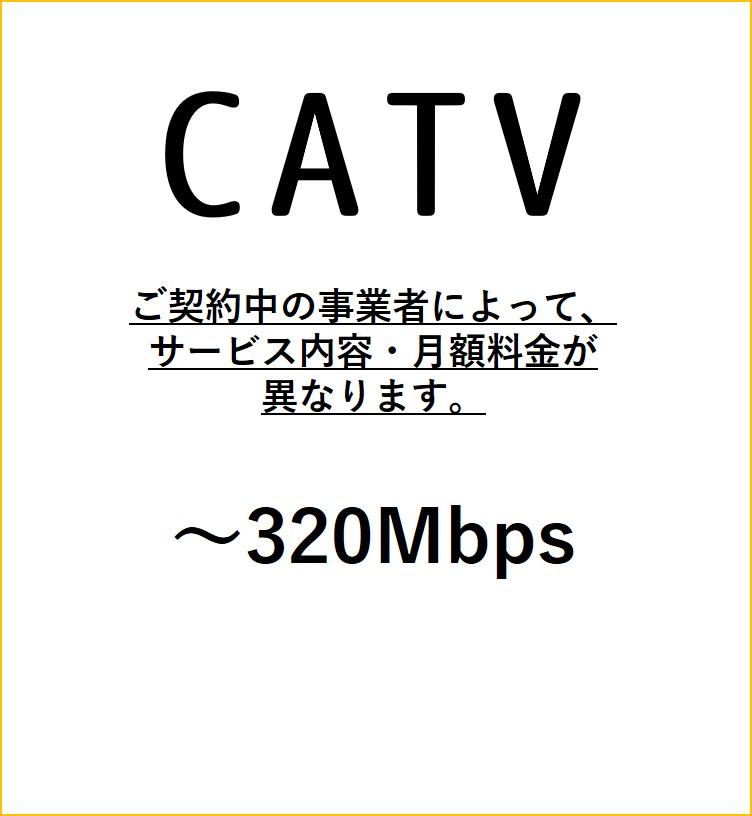 CATV
ご契約中の事業者によって、
サービス内容・月額料金が
異なります。
～320Mbps